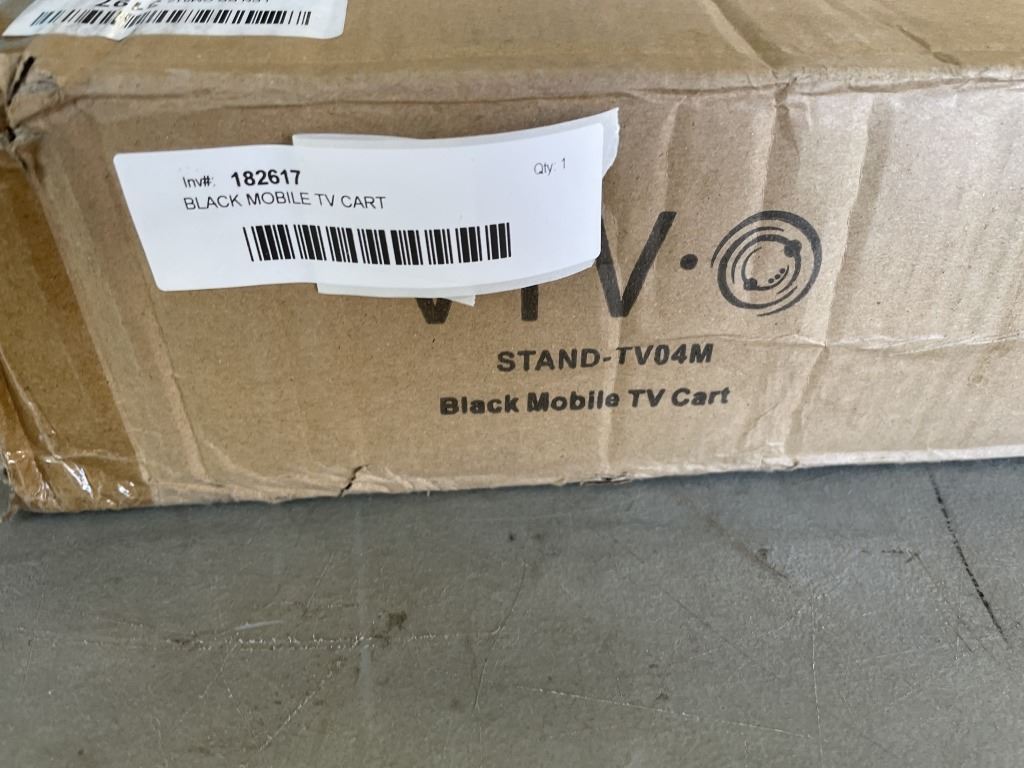 Inv#: 182617
Qty: 1
BLACK MOBILE TV CART
VIVO
STAND-TV04M
Black Mobile TV Cart